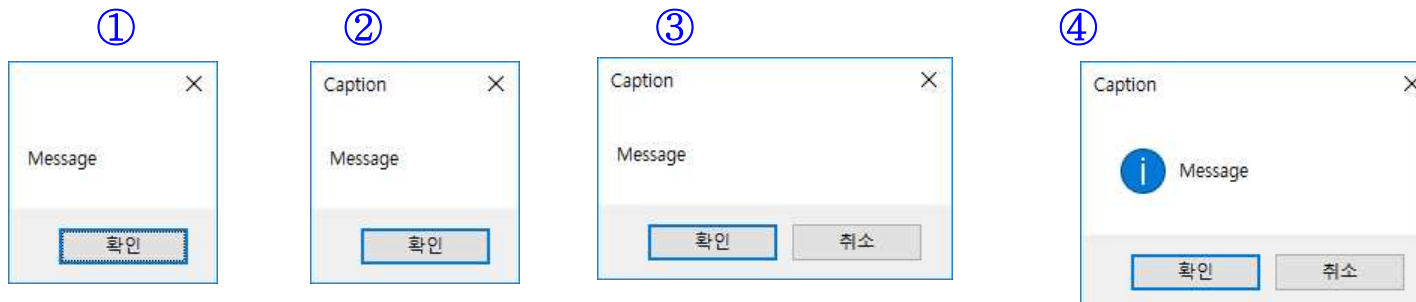 ①
Message
확인
②
Caption
Message
확인
③
Caption
Message
확인 취소
④
Caption
Message
확인 취소